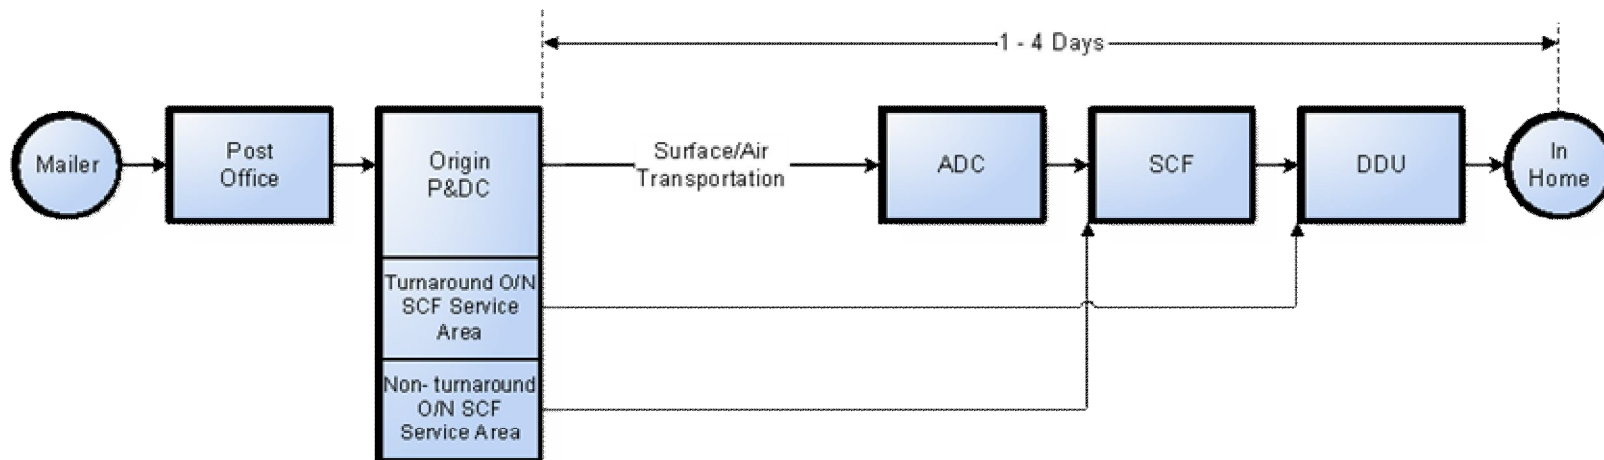 1 - 4 Days
Mailer
Post
Office
Origin
P&DC
Surface/Air
Transportation
ADC
SCF
DDU
In
Home
Turnaround O/N
SCF Service
Area
Non- turnaround
O/N SCF
Service Area